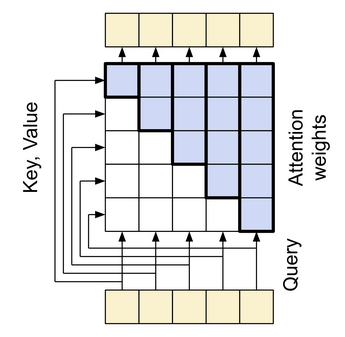 Key, Value
Attention
weights
Query